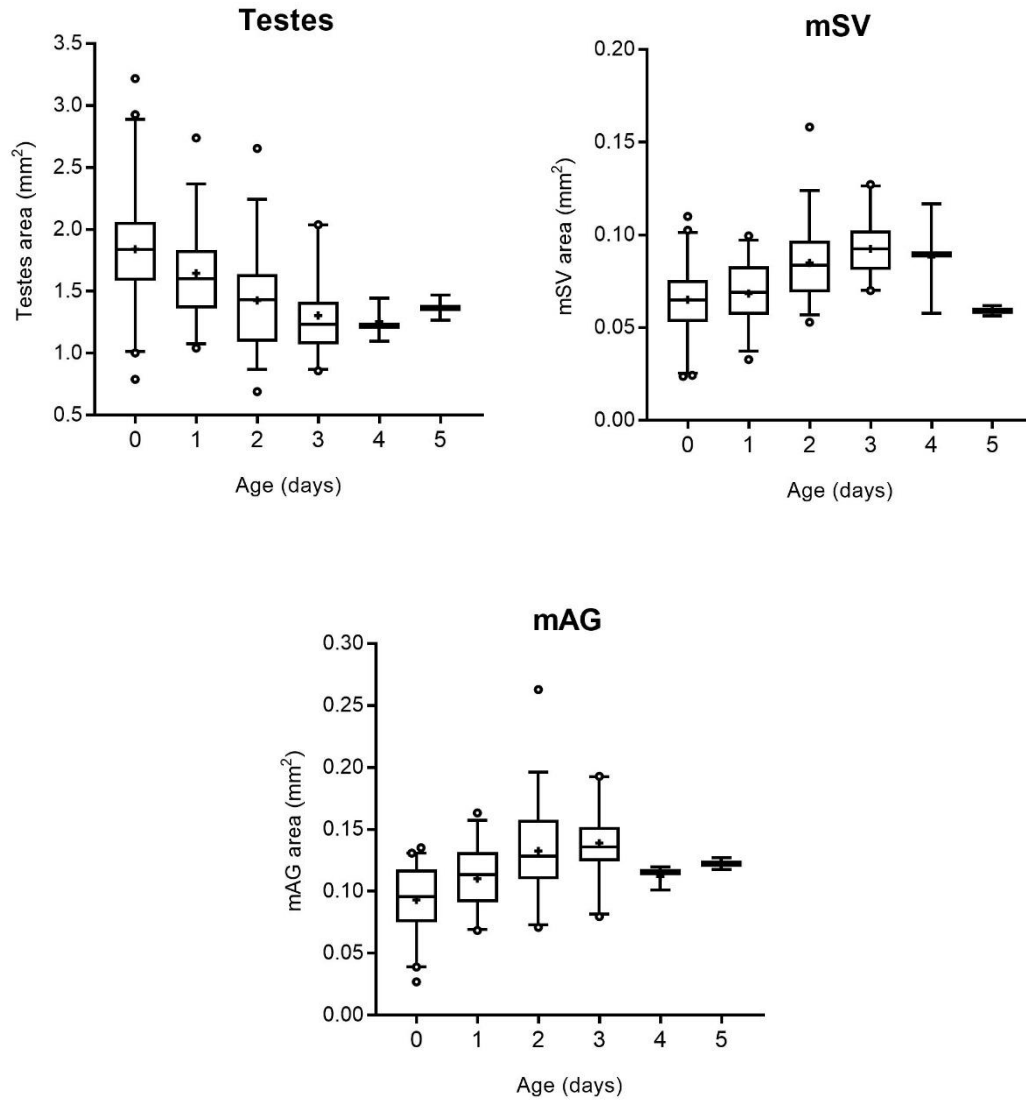 Testes
3.5
3.0
2.5
2.0
1.5
1.0
0.5
Testes area (mm²)
0 1 2 3 4 5
Age (days)
mSV
0.20
0.15
0.10
0.05
0.00
mSV area (mm²)
0 1 2 3 4 5
Age (days)
mAG
0.30
0.25
0.20
0.15
0.10
0.05
0.00
mAG area (mm²)
0 1 2 3 4 5
Age (days)